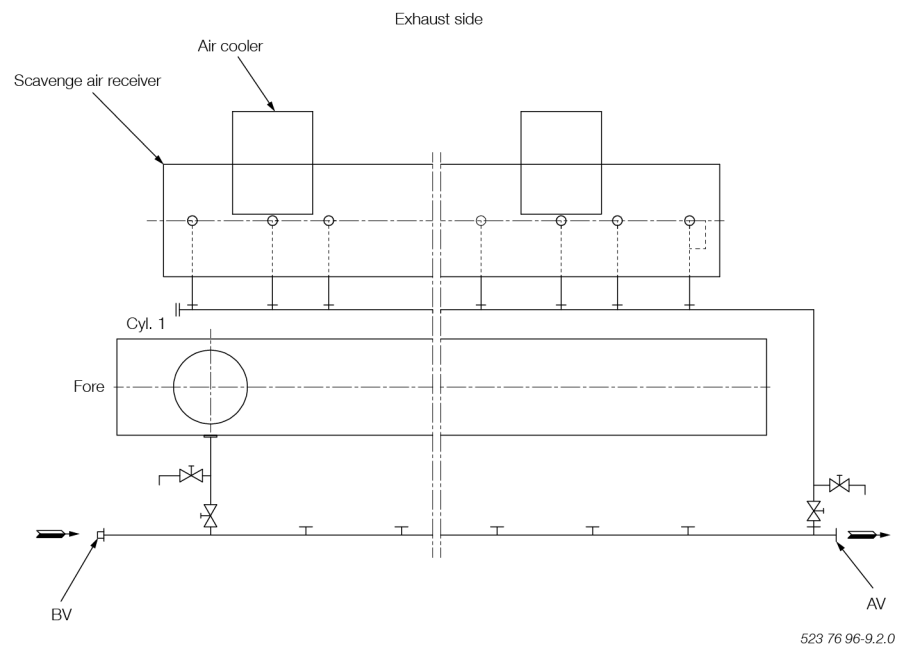 Exhaust side
Air cooler
Scavenge air receiver
Cyl. 1
Fore
BV
AV
523 76 96-9.2.0